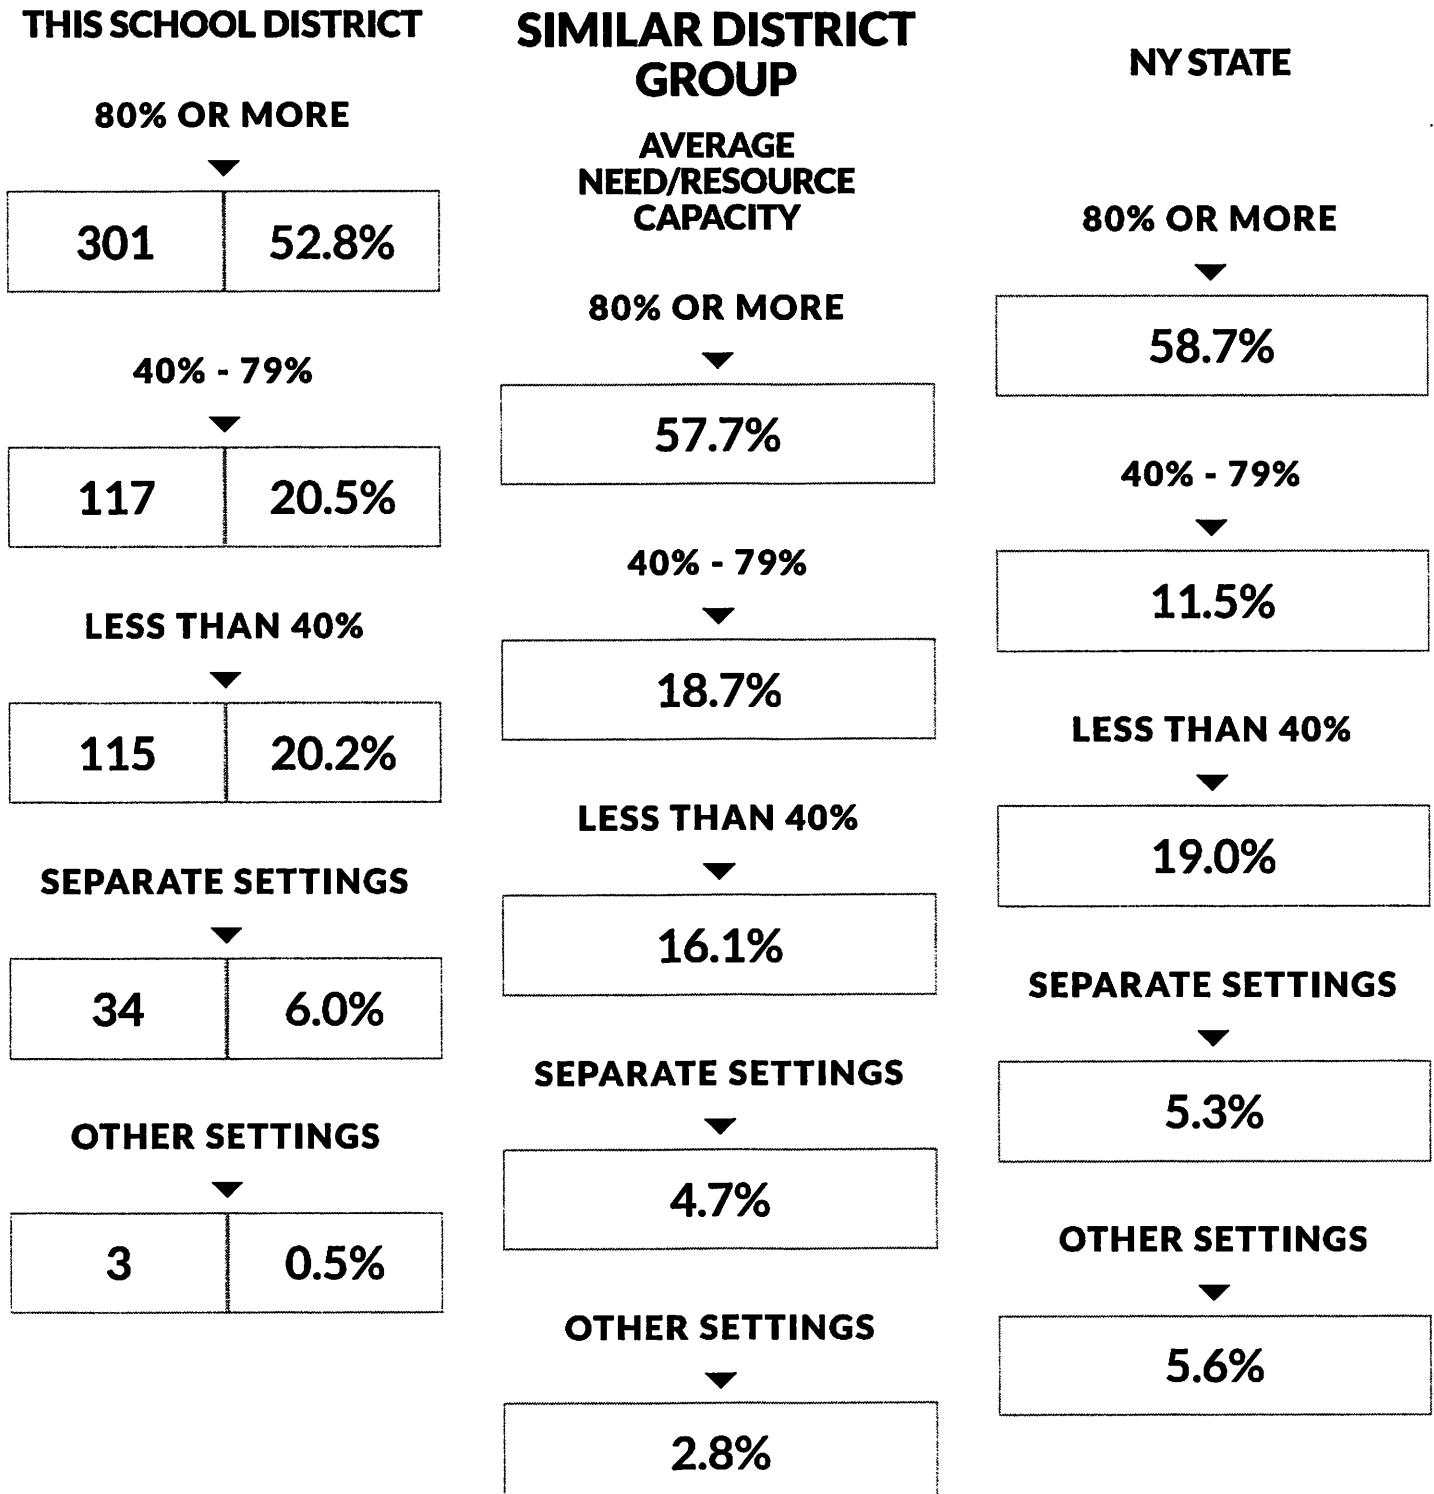 THIS SCHOOL DISTRICT
80% OR MORE
301 52.8%
40% - 79%
117 20.5%
LESS THAN 40%
115 20.2%
SEPARATE SETTINGS
34 6.0%
OTHER SETTINGS
3 0.5%
SIMILAR DISTRICT
GROUP
AVERAGE
NEED/RESOURCE
CAPACITY
80% OR MORE
57.7%
40% - 79%
18.7%
LESS THAN 40%
16.1%
SEPARATE SETTINGS
4.7%
OTHER SETTINGS
2.8%
NY STATE
80% OR MORE
58.7%
40% - 79%
11.5%
LESS THAN 40%
19.0%
SEPARATE SETTINGS
5.3%
OTHER SETTINGS
5.6%